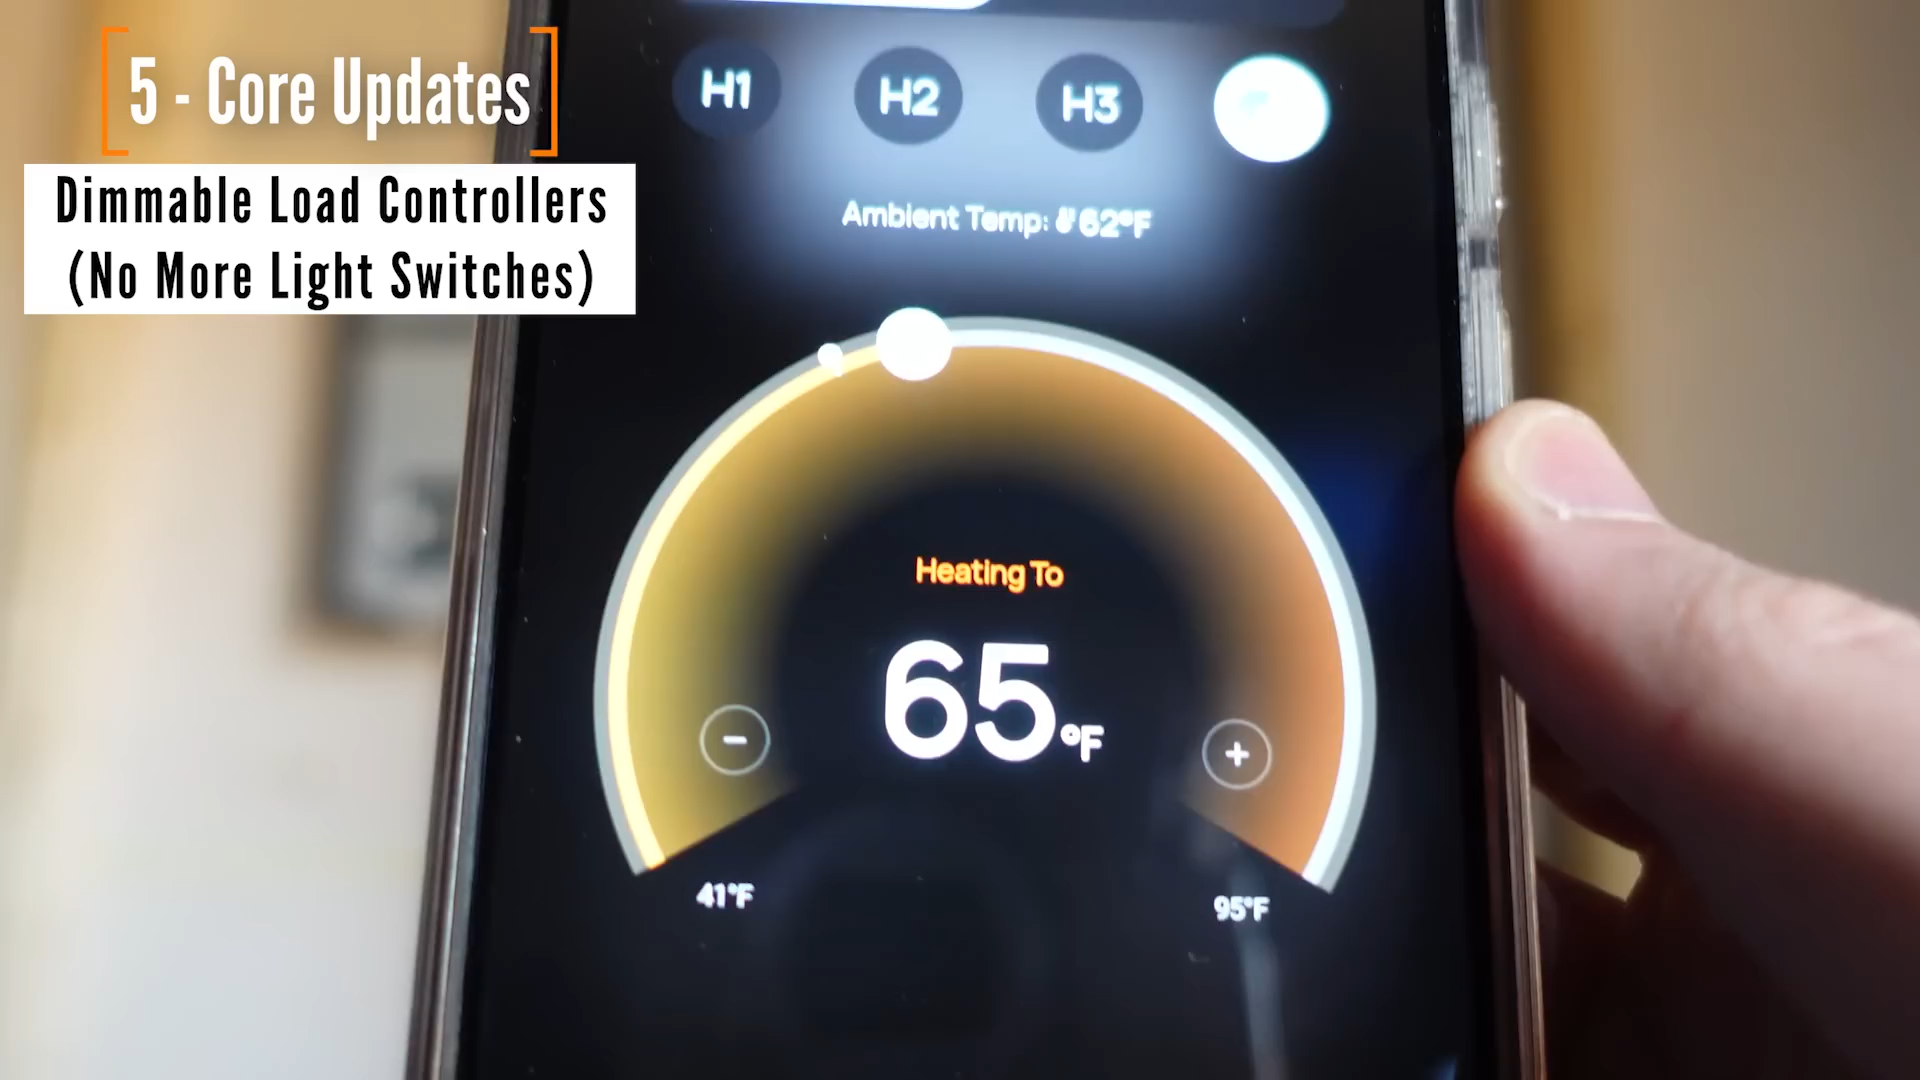 5 - Core Updates
Dimmable Load Controllers
(No More Light Switches)
H1 H2 H3
Ambient Temp: 62°F
Heating To
65°F
- +
41°F 95°F